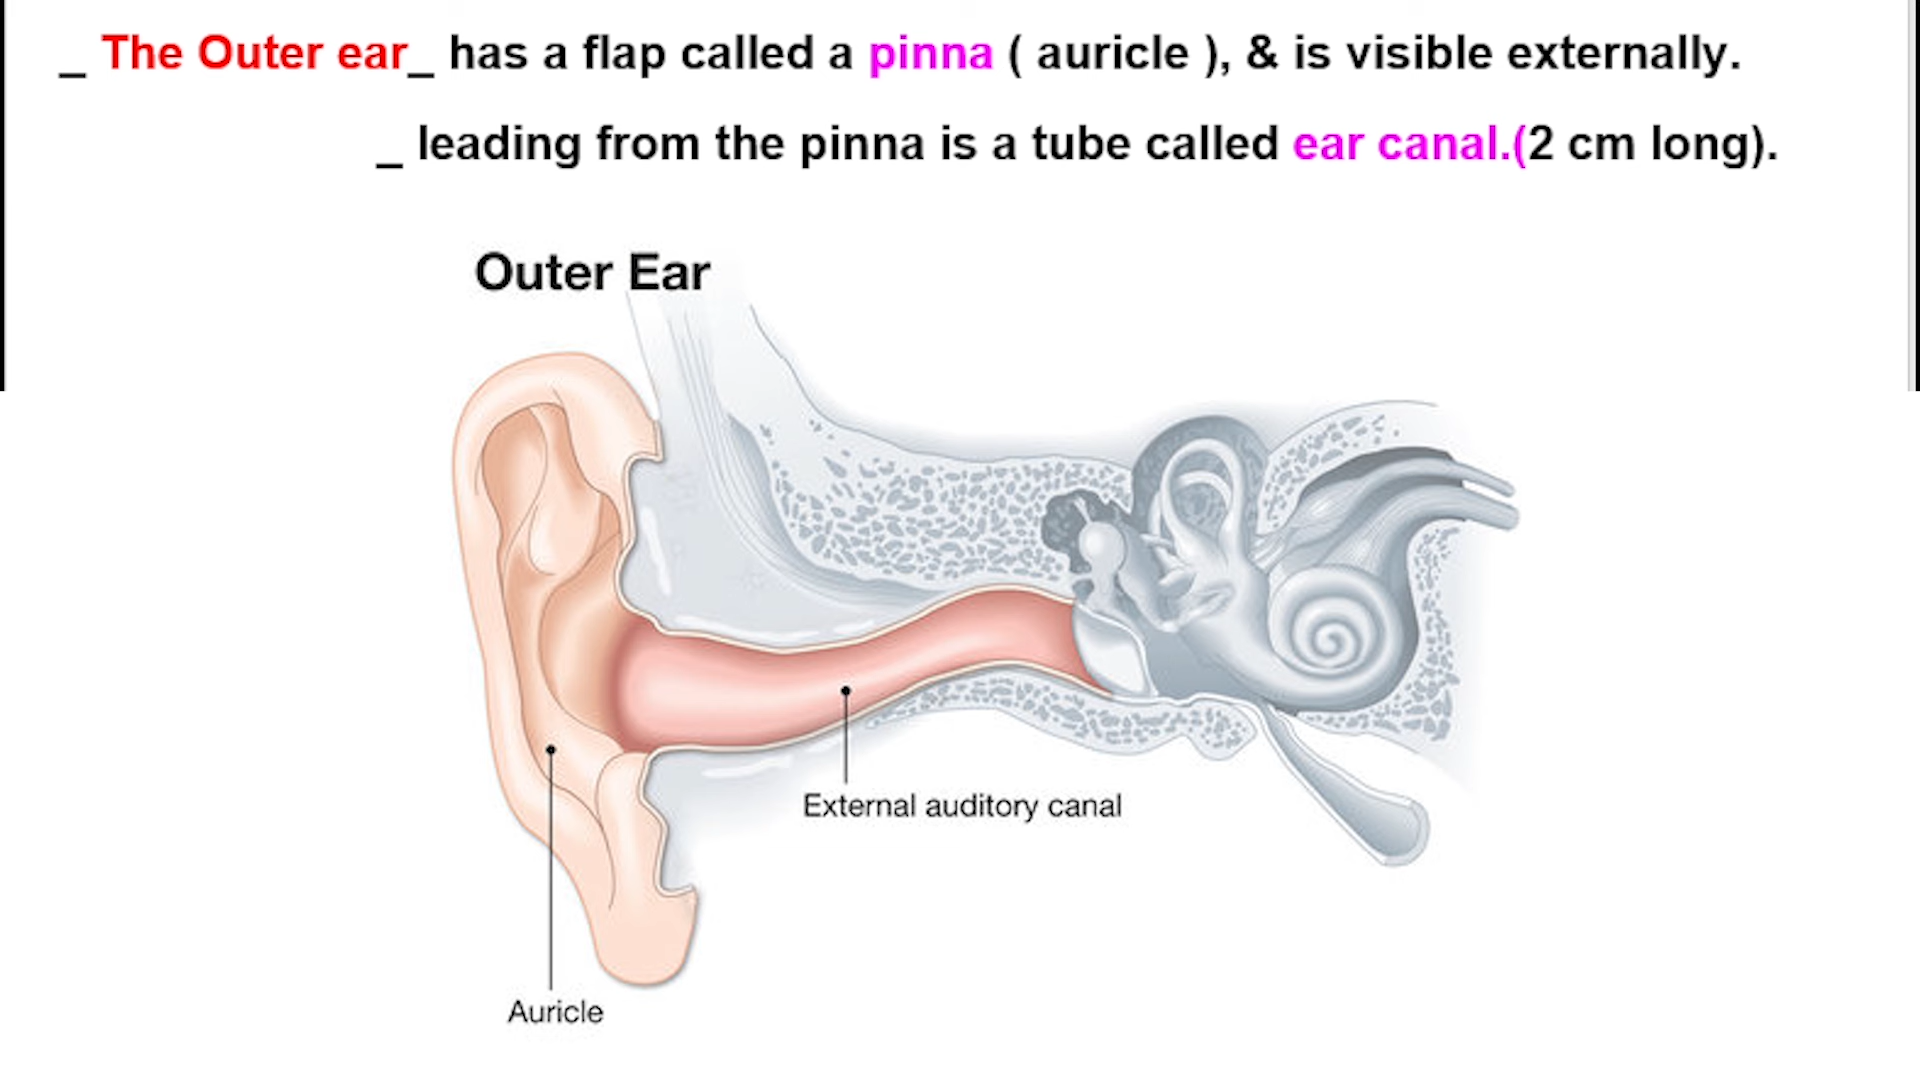 _ The Outer ear_ has a flap called a pinna ( auricle ), & is visible externally.
_ leading from the pinna is a tube called ear canal.(2 cm long).
Outer Ear
External auditory canal
Auricle